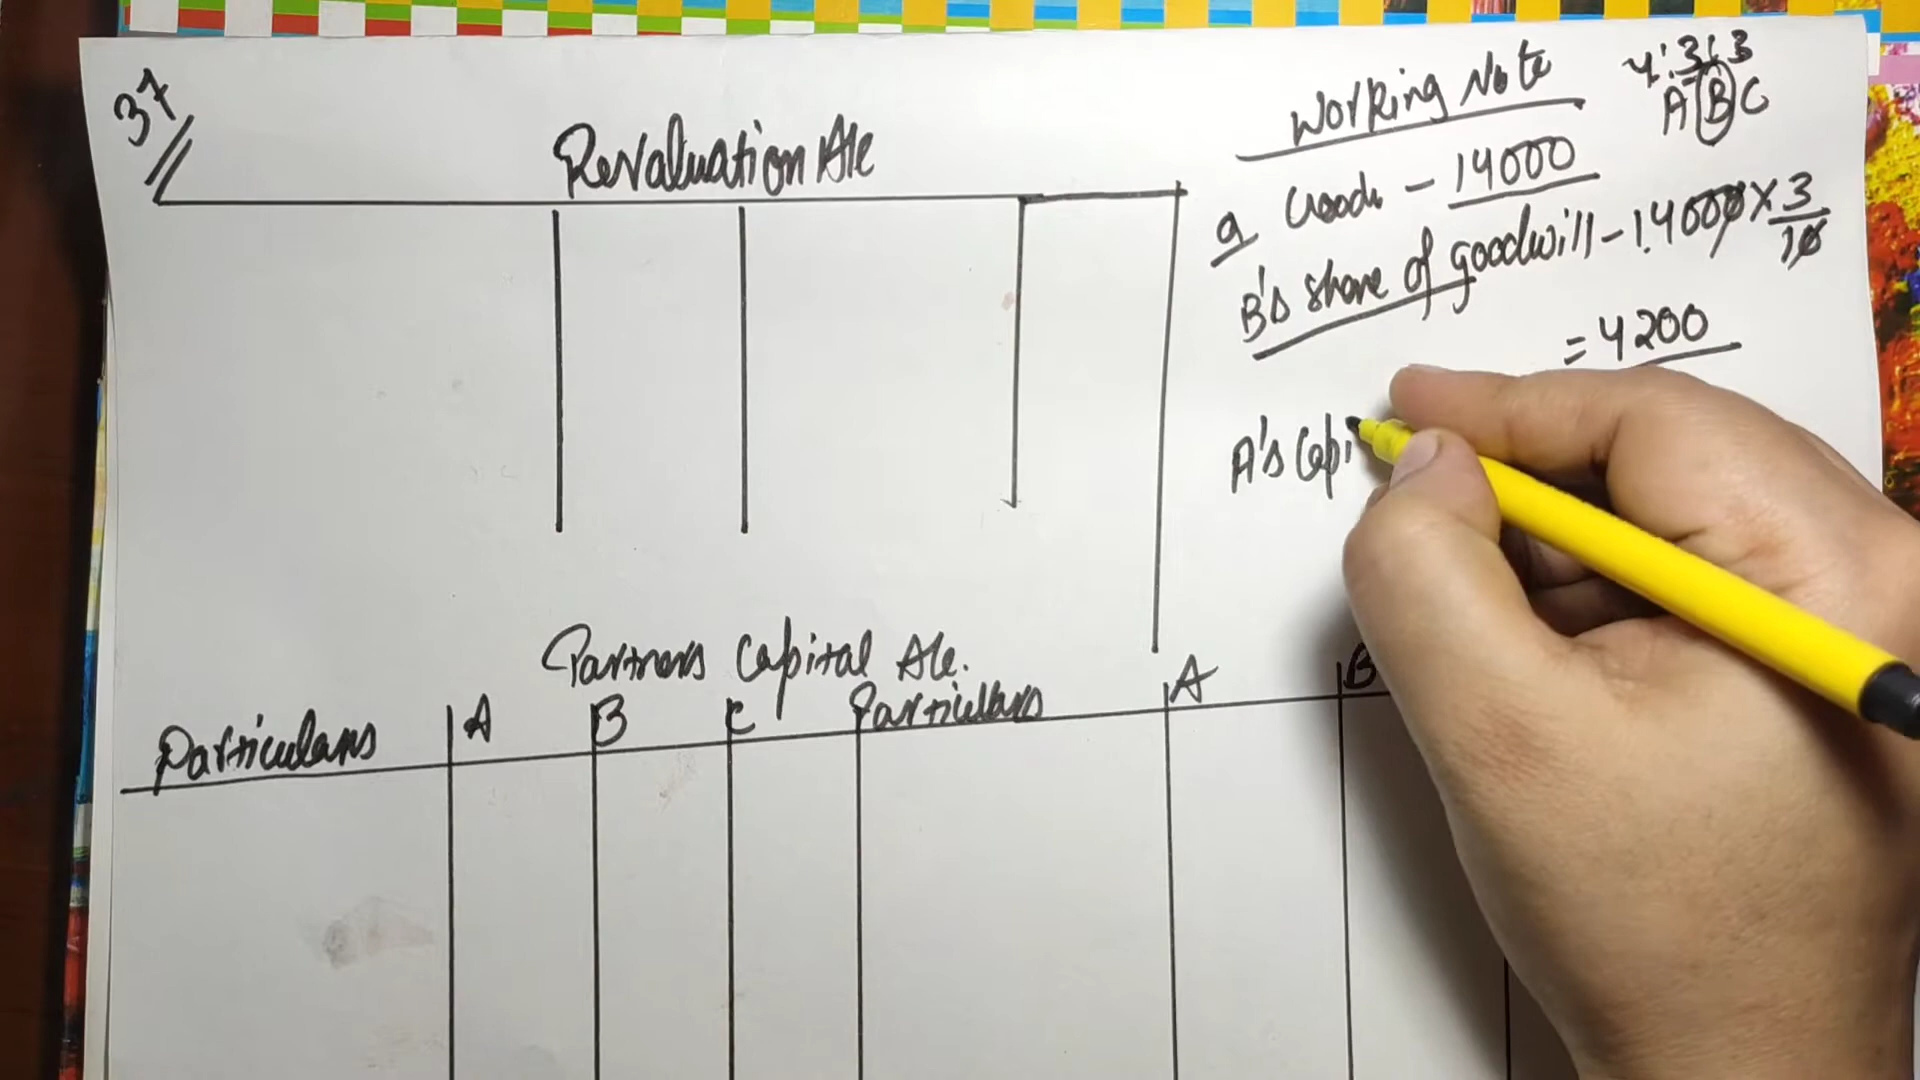 37
Revaluation A/c
Partners Capital A/c.
Particulars A B C Particulars A B
Working Note
4:3:3
A B C
a Goodw - 14000
B's share of goodwill - 14000 x 3/10
= 4200
A's Capi